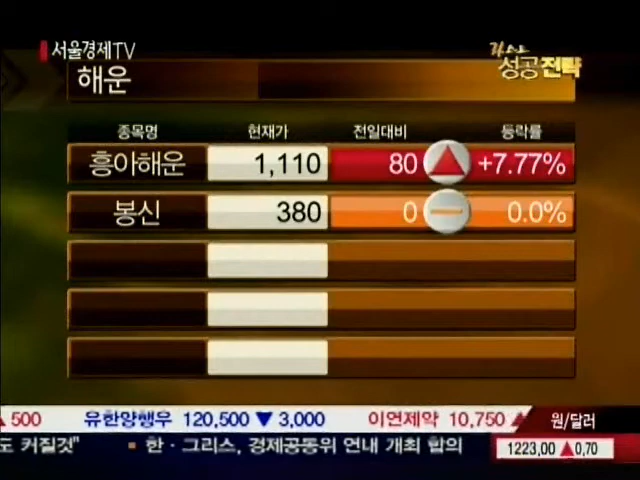 서울경제TV
성공전략
해운
종목명 현재가 전일대비 등락률
흥아해운 1,110 80 ▲ +7.77%
봉신 380 0 - 0.0%
▲ 500 유한양행우 120,500 ▼ 3,000 이연제약 10,750 ▲ 원/달러
도 커질것" ▪ 한·그리스, 경제공동위 연내 개최 합의 1223,00 ▲0,70